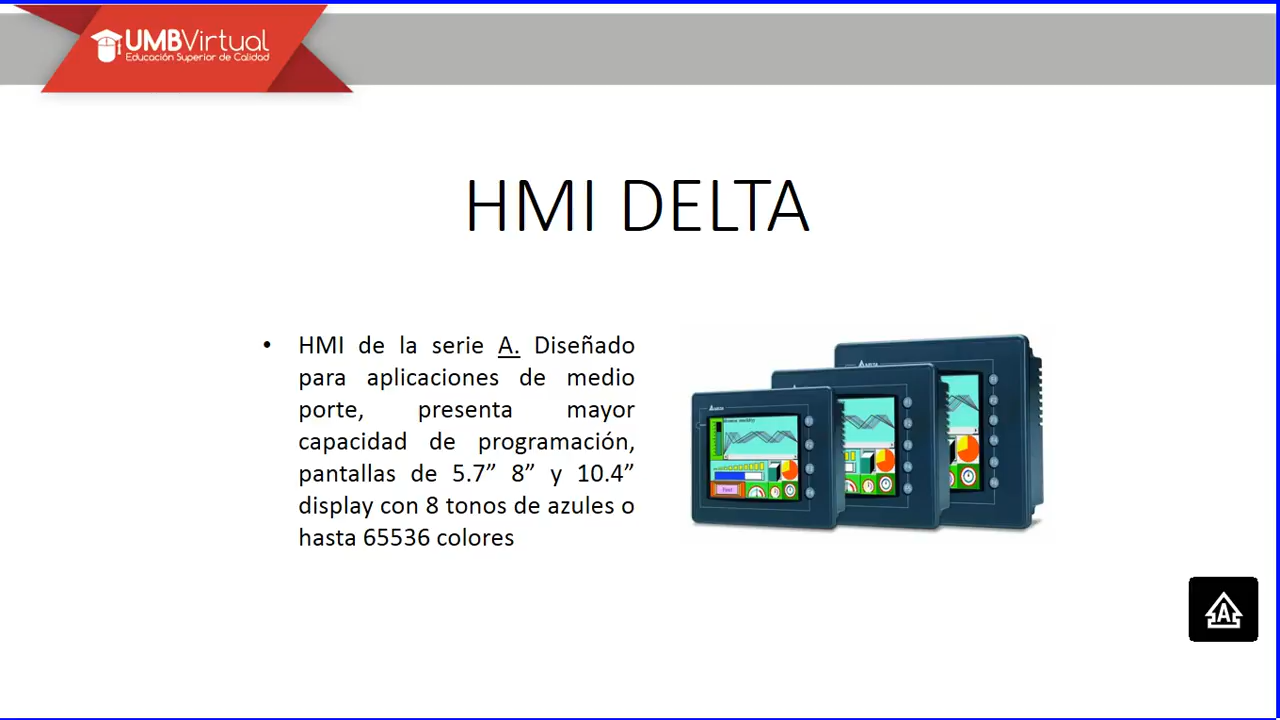 UMBVirtual
Educación Superior de Calidad
HMI DELTA
• HMI de la serie A. Diseñado
para aplicaciones de medio
porte, presenta mayor
capacidad de programación,
pantallas de 5.7” 8” y 10.4”
display con 8 tonos de azules o
hasta 65536 colores
A